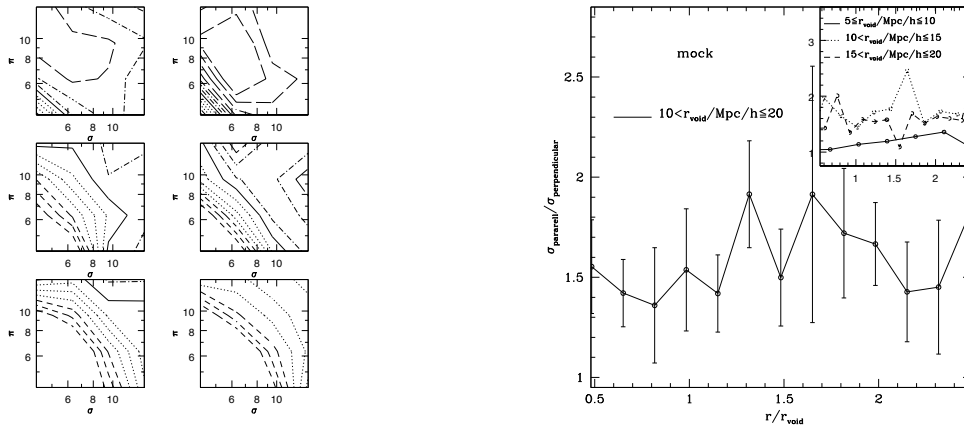 10
8
6
π
6 8 10
σ
10
8
6
π
6 8 10
σ
10
8
6
π
6 8 10
σ
10
8
6
π
6 8 10
σ
10
8
6
π
6 8 10
σ
10
8
6
π
6 8 10
σ
mock
10<r_void/Mpc/h≦20
5≦r_void/Mpc/h≦10
10<r_void/Mpc/h≦15
15<r_void/Mpc/h≦20
2
1
1 1.5 2
2.5
2
1.5
1
σ_pararell/σ_perpendicular
0.5 1 1.5 2
r/r_void